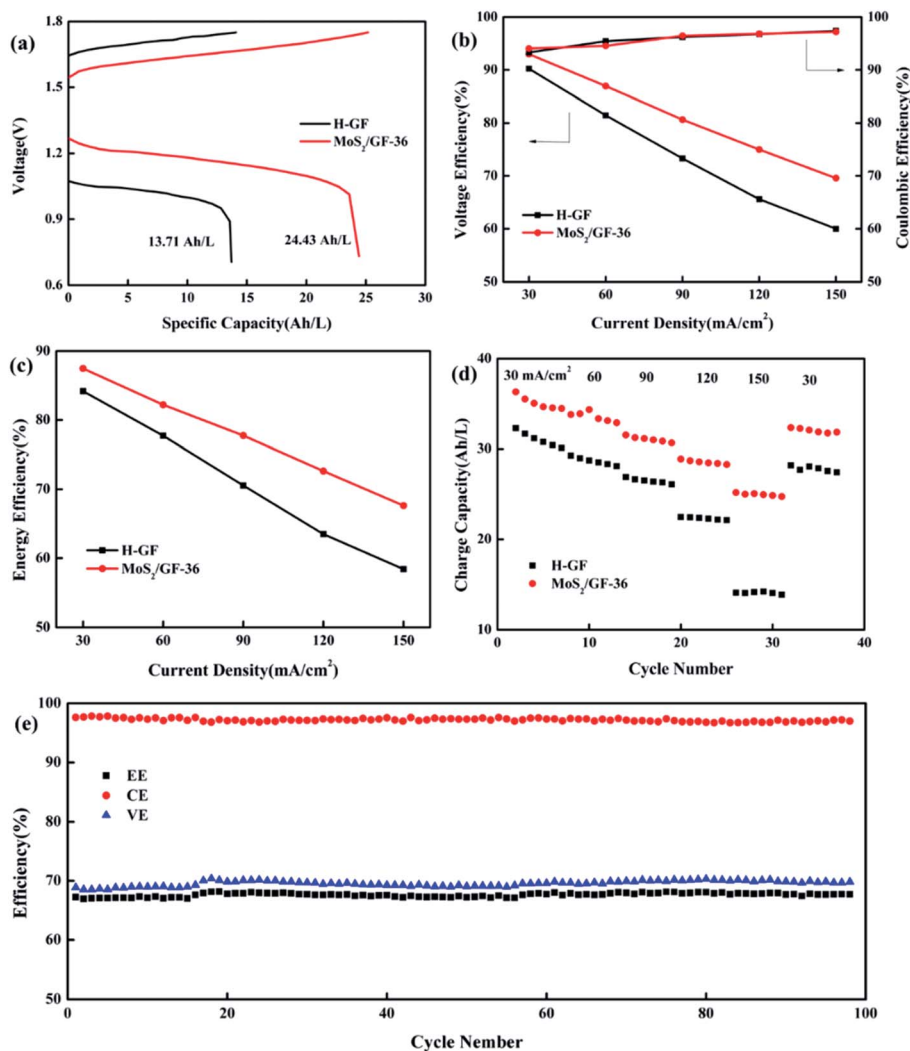 (a)
1.8
1.5
1.2
0.9
0.6
Voltage(V)
H-GF
MoS2/GF-36
13.71 Ah/L
24.43 Ah/L
0 5 10 15 20 25 30
Specific Capacity(Ah/L)
(b)
100
90
80
70
60
50
Voltage Efficiency(%)
100
90
80
70
60
50
Coulombic Efficiency(%)
H-GF
MoS2/GF-36
30 60 90 120 150
Current Density(mA/cm2)
(c)
90
80
70
60
50
Energy Efficiency(%)
H-GF
MoS2/GF-36
30 60 90 120 150
Current Density(mA/cm2)
(d)
40
30
20
10
Charge Capacity(Ah/L)
30 mA/cm2 60 90 120 150 30
H-GF
MoS2/GF-36
0 10 20 30 40
Cycle Number
(e)
100
90
80
70
60
50
Efficiency(%)
EE
CE
VE
0 20 40 60 80 100
Cycle Nember